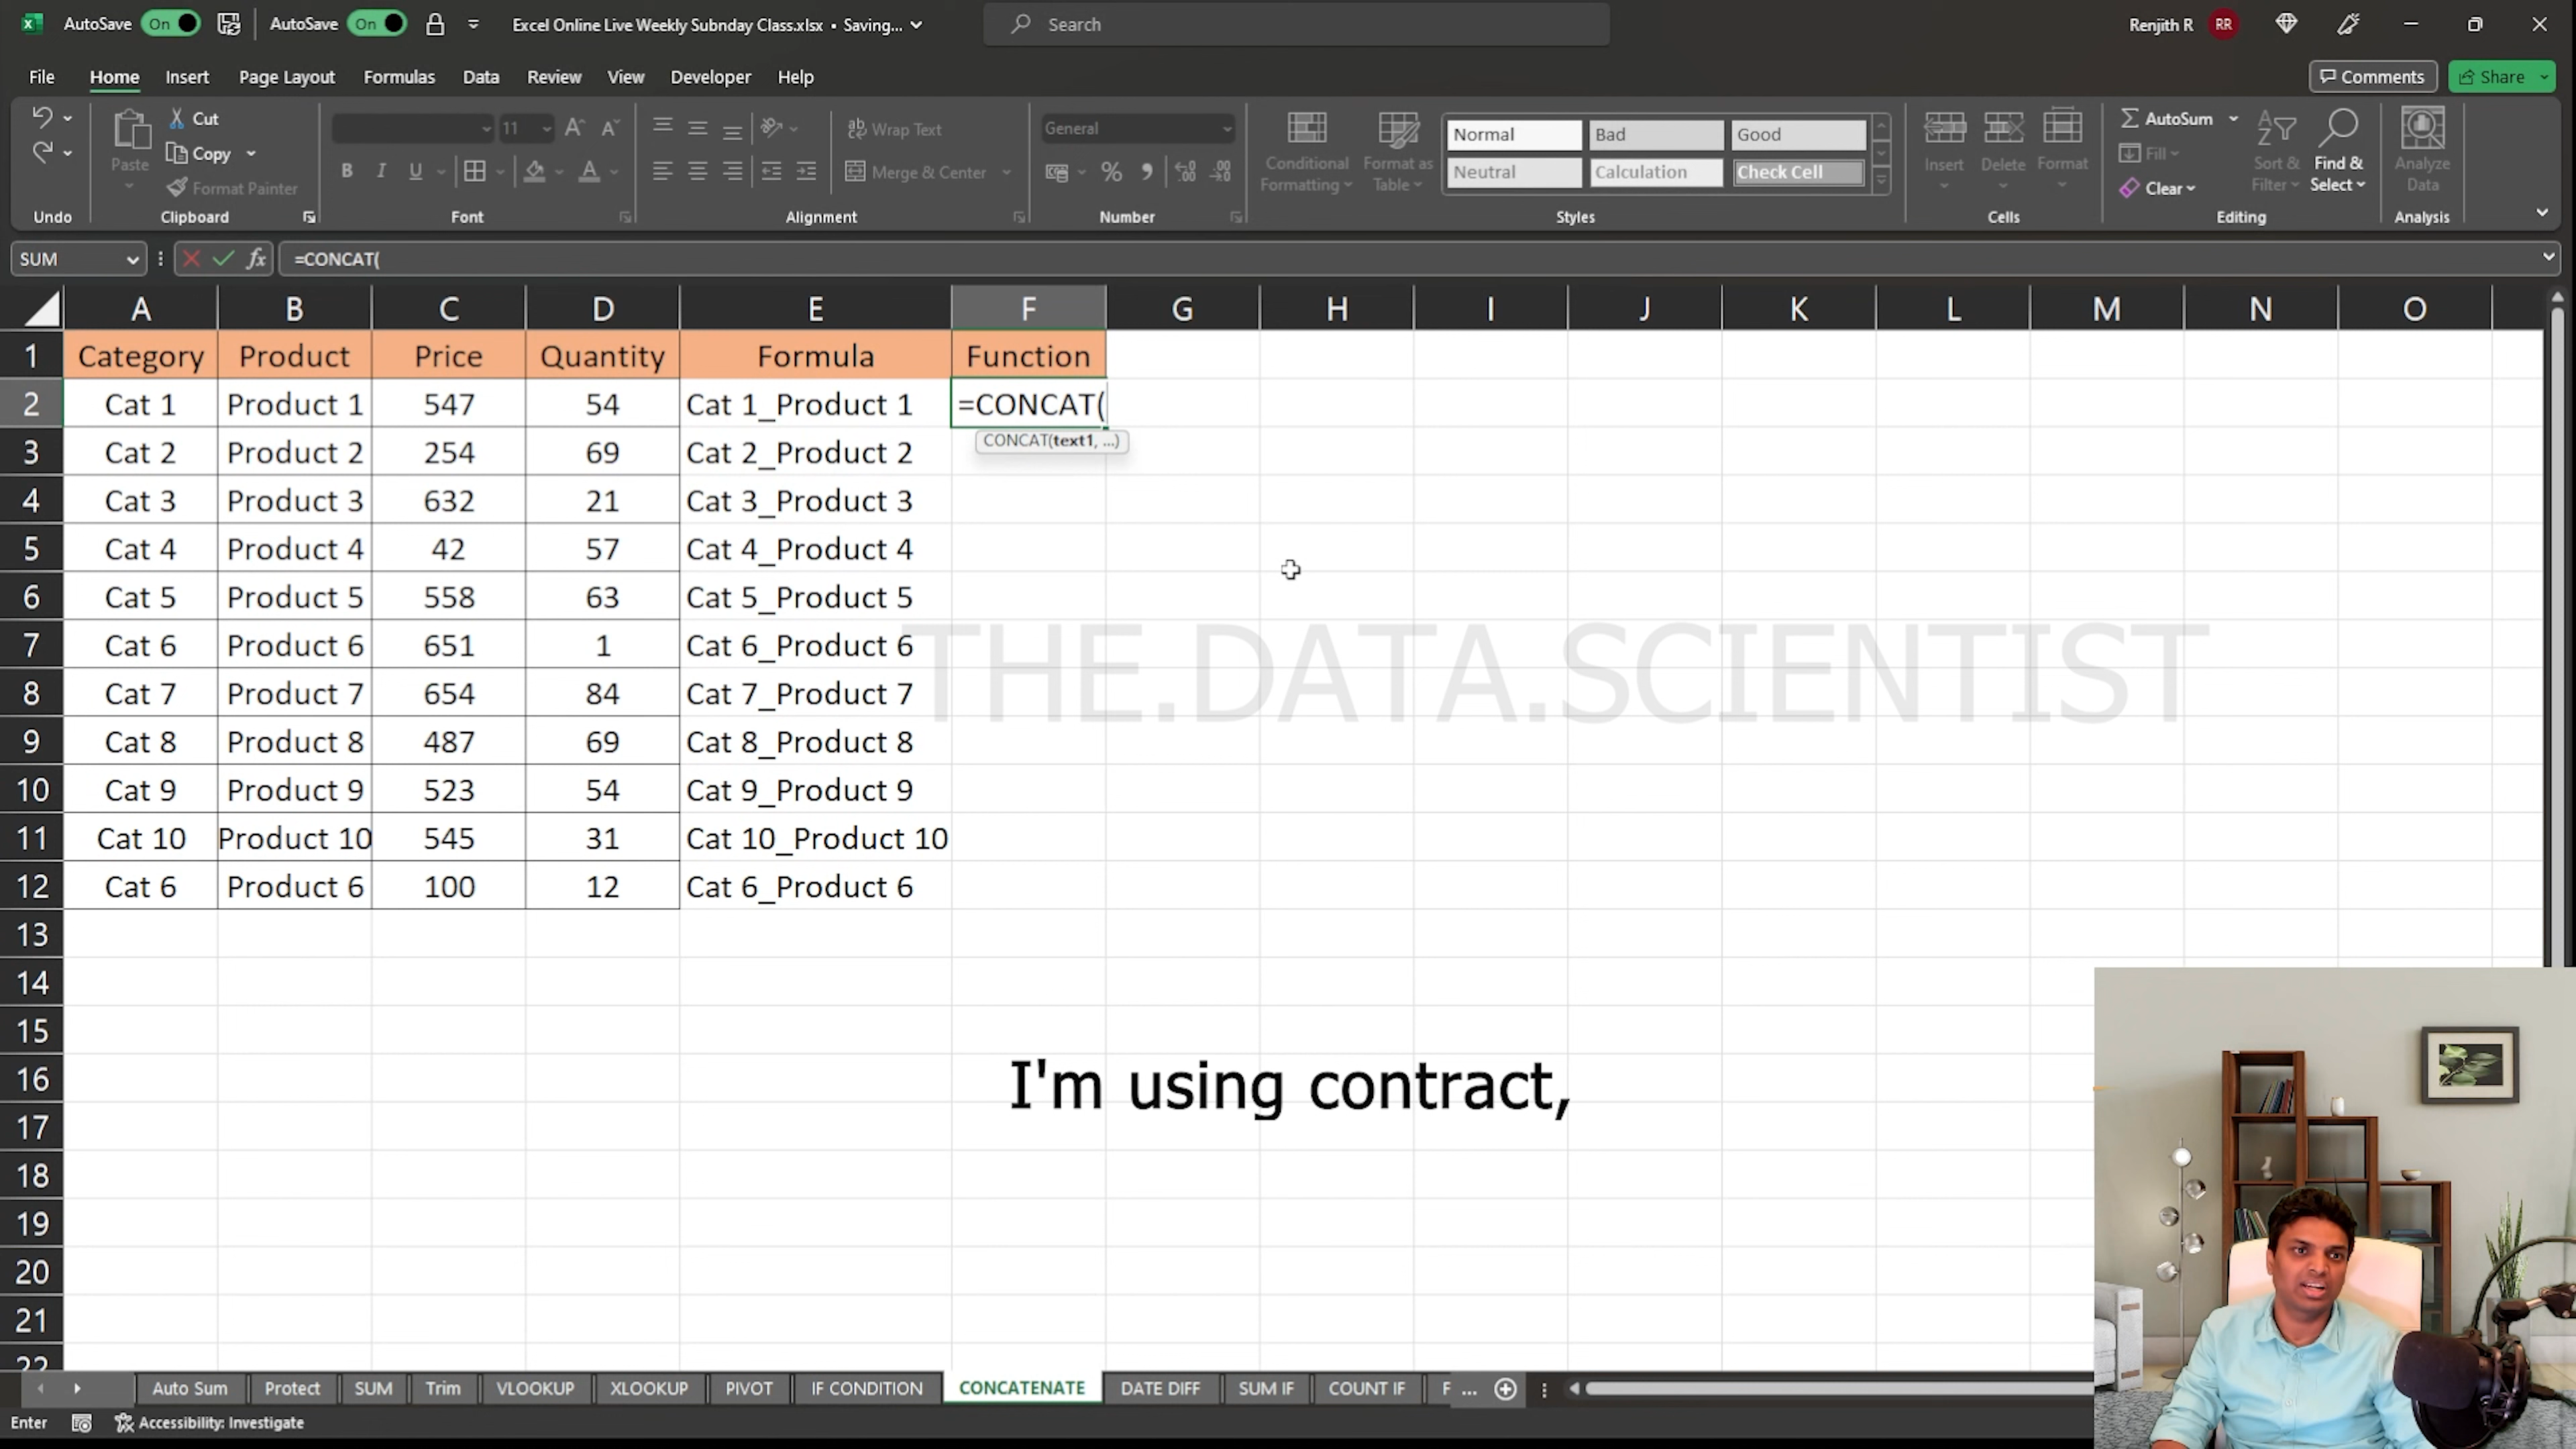 AutoSave On AutoSave On Excel Online Live Weekly Subnday Class.xlsx • Saving... Search Renjith R RR
File Home Insert Page Layout Formulas Data Review View Developer Help Comments Share
Paste Cut Copy Format Painter
11 B I U A
Wrap Text
Merge & Center
General
Conditional Formatting Format as Table
Normal Bad Good
Neutral Calculation Check Cell
Insert Delete Format
AutoSum Fill Clear Sort & Filter Find & Select Analyze Data
Undo Clipboard Font Alignment Number Styles Cells Editing Analysis
SUM fx =CONCAT(
A B C D E F G H I J K L M N O
1 Category Product Price Quantity Formula Function
2 Cat 1 Product 1 547 54 Cat 1_Product 1 =CONCAT(
CONCAT(text1, ...)
3 Cat 2 Product 2 254 69 Cat 2_Product 2
4 Cat 3 Product 3 632 21 Cat 3_Product 3
5 Cat 4 Product 4 42 57 Cat 4_Product 4
6 Cat 5 Product 5 558 63 Cat 5_Product 5
7 Cat 6 Product 6 651 1 Cat 6_Product 6
THE.DATA.SCIENTIST
8 Cat 7 Product 7 654 84 Cat 7_Product 7
9 Cat 8 Product 8 487 69 Cat 8_Product 8
10 Cat 9 Product 9 523 54 Cat 9_Product 9
11 Cat 10 Product 10 545 31 Cat 10_Product 10
12 Cat 6 Product 6 100 12 Cat 6_Product 6
13
14
15
16 I'm using contract,
17
18
19
20
21
22
Auto Sum Protect SUM Trim VLOOKUP XLOOKUP PIVOT IF CONDITION CONCATENATE DATE DIFF SUM IF COUNT IF F ...
Enter Accessibility: Investigate